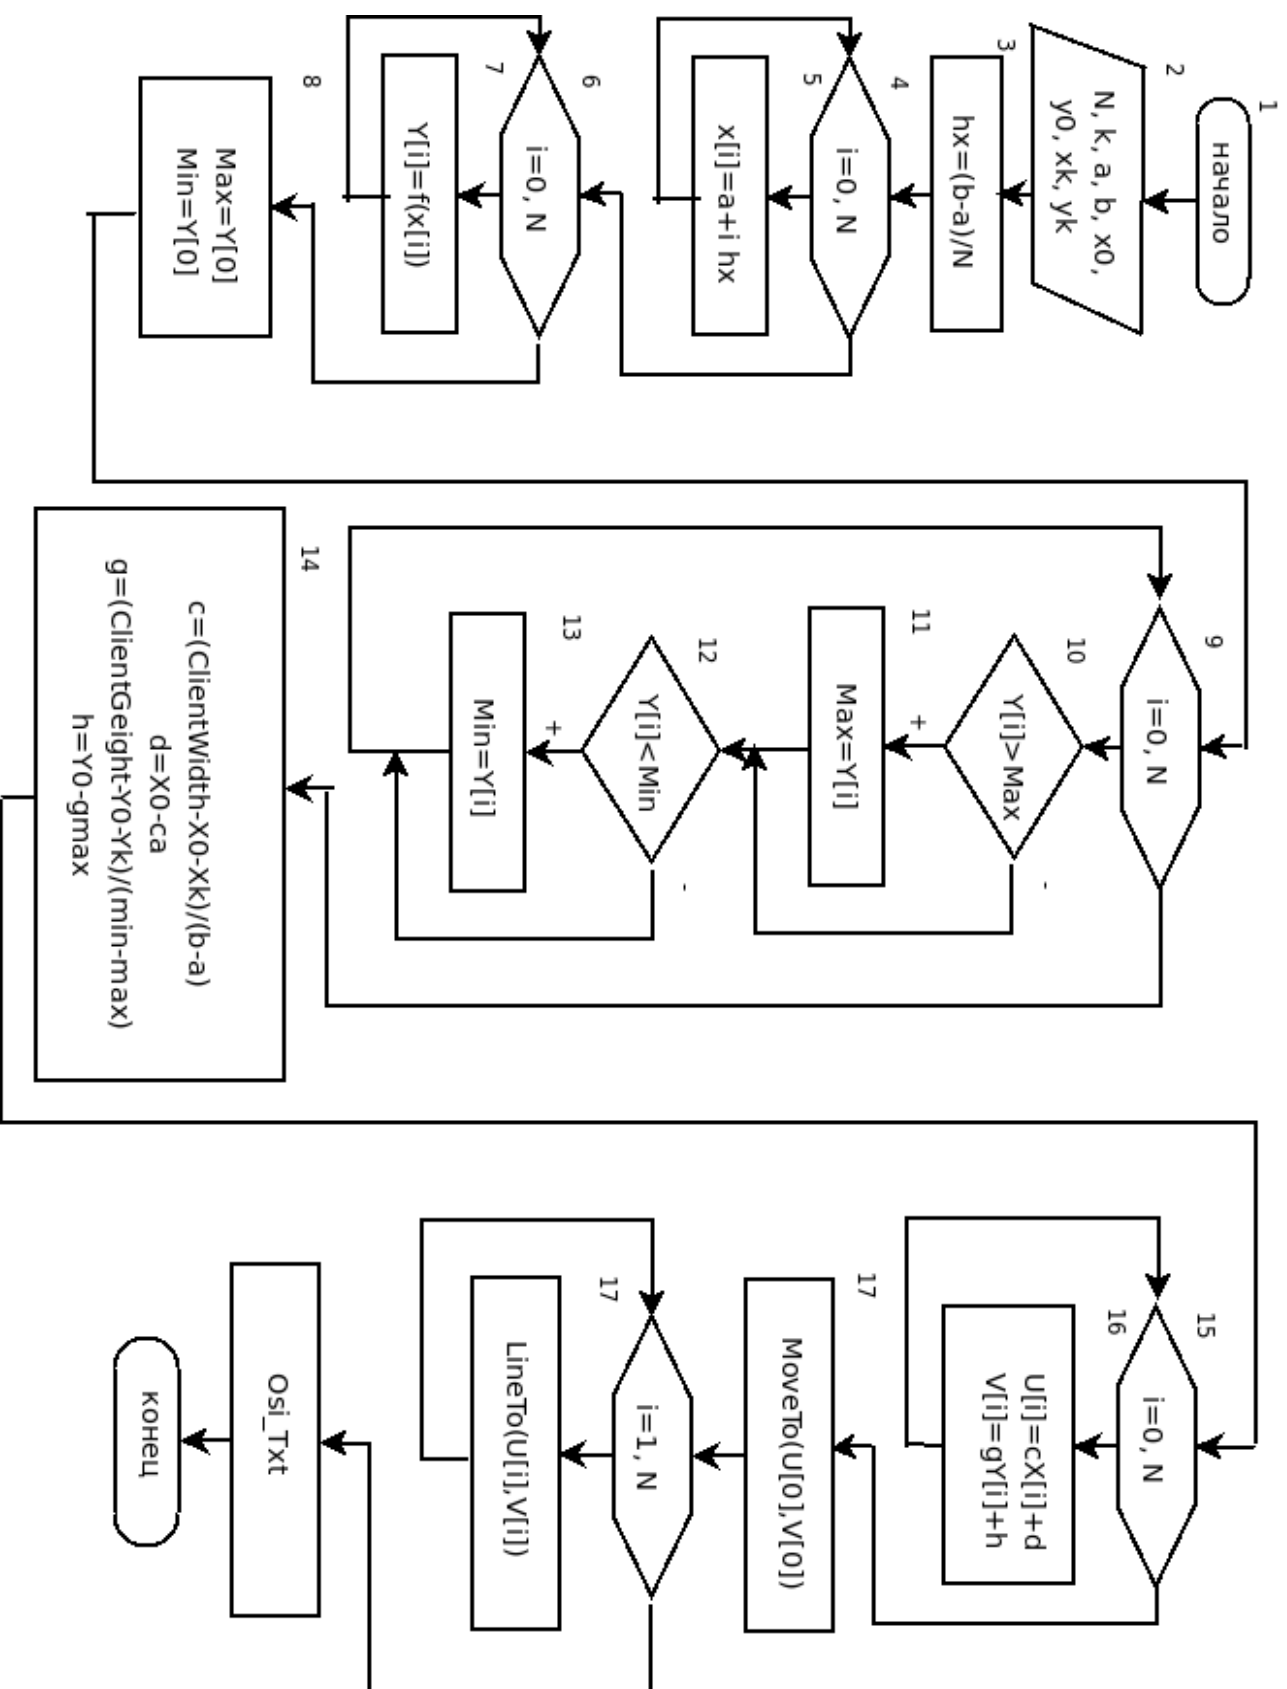 1
начало
2
N, k, a, b, x0,
y0, xk, yk
3
hx=(b-a)/N
4
i=0, N
5
x[i]=a+i hx
6
i=0, N
7
Y[i]=f(x[i])
8
Max=Y[0]
Min=Y[0]
9
i=0, N
10
Y[i]>Max
-
+
11
Max=Y[i]
12
Y[i]<Min
-
+
13
Min=Y[i]
14
c=(ClientWidth-X0-Xk)/(b-a)
d=X0-ca
g=(ClientGeight-Y0-Yk)/(min-max)
h=Y0-gmax
15
i=0, N
16
U[i]=cX[i]+d
V[i]=gY[i]+h
17
MoveTo(U[0],V[0])
i=1, N
17
LineTo(U[i],V[i])
Osi_Txt
конец